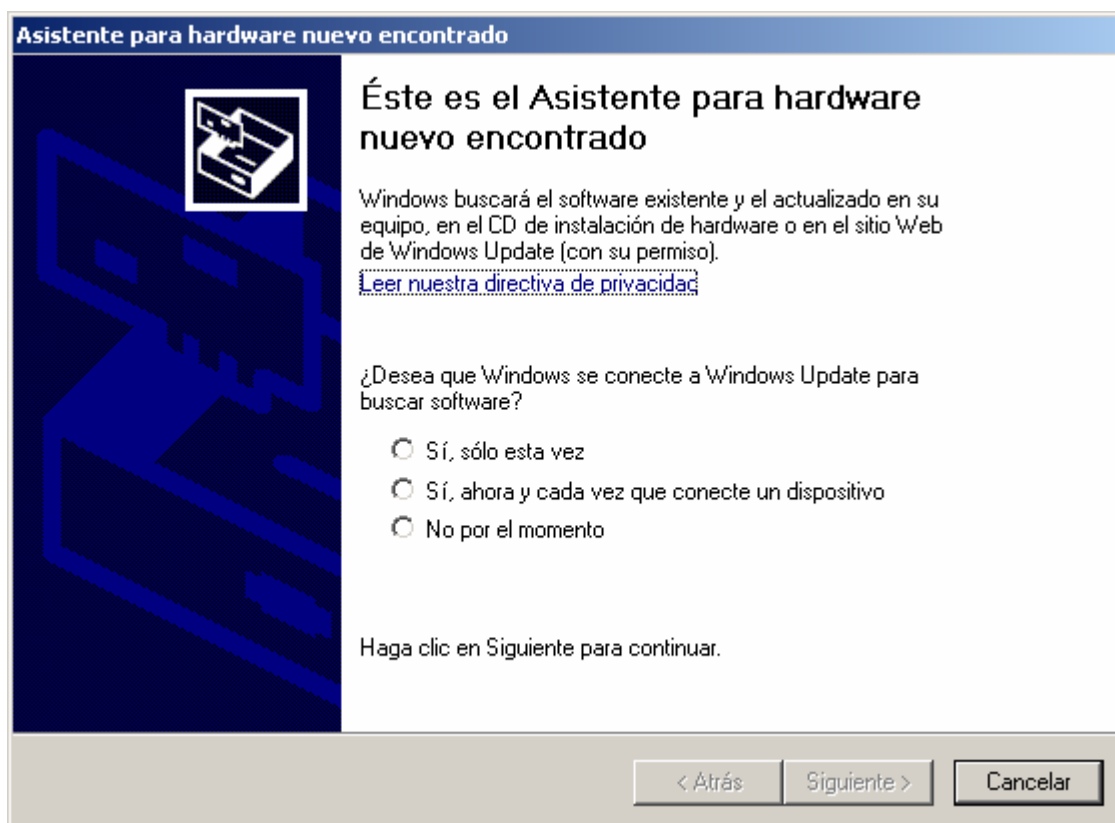 Asistente para hardware nuevo encontrado
Éste es el Asistente para hardware
nuevo encontrado
Windows buscará el software existente y el actualizado en su
equipo, en el CD de instalación de hardware o en el sitio Web
de Windows Update (con su permiso).
Leer nuestra directiva de privacidad
¿Desea que Windows se conecte a Windows Update para
buscar software?
Sí, sólo esta vez
Sí, ahora y cada vez que conecte un dispositivo
No por el momento
Haga clic en Siguiente para continuar.
< Atrás
Siguiente >
Cancelar